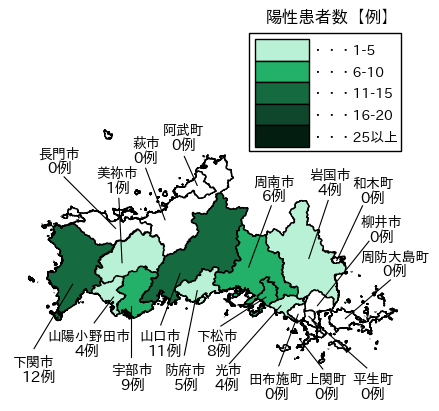 陽性患者数【例】
・・・1-5
・・・6-10
・・・11-15
・・・16-20
・・・25以上
阿武町
0例
萩市
0例
長門市
0例
美祢市
1例
周南市
6例
岩国市
4例
和木町
0例
柳井市
0例
周防大島町
0例
山陽小野田市
4例
山口市
11例
下松市
8例
下関市
12例
宇部市
9例
防府市
5例
光市
4例
田布施町
0例
上関町
0例
平生町
0例